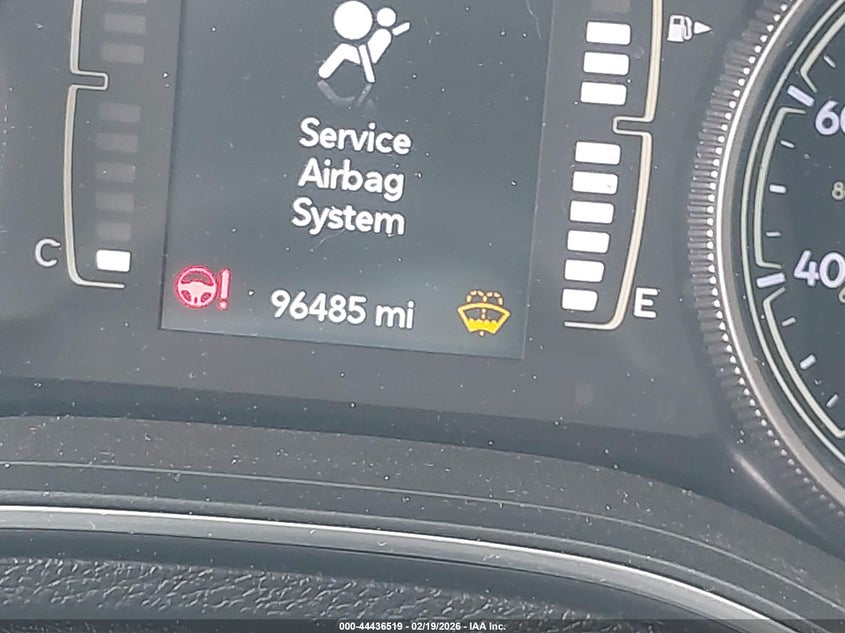 Service
Airbag
System
C
96485 mi
E
60
40
000-44436519 - 02/19/2026 - IAA Inc.